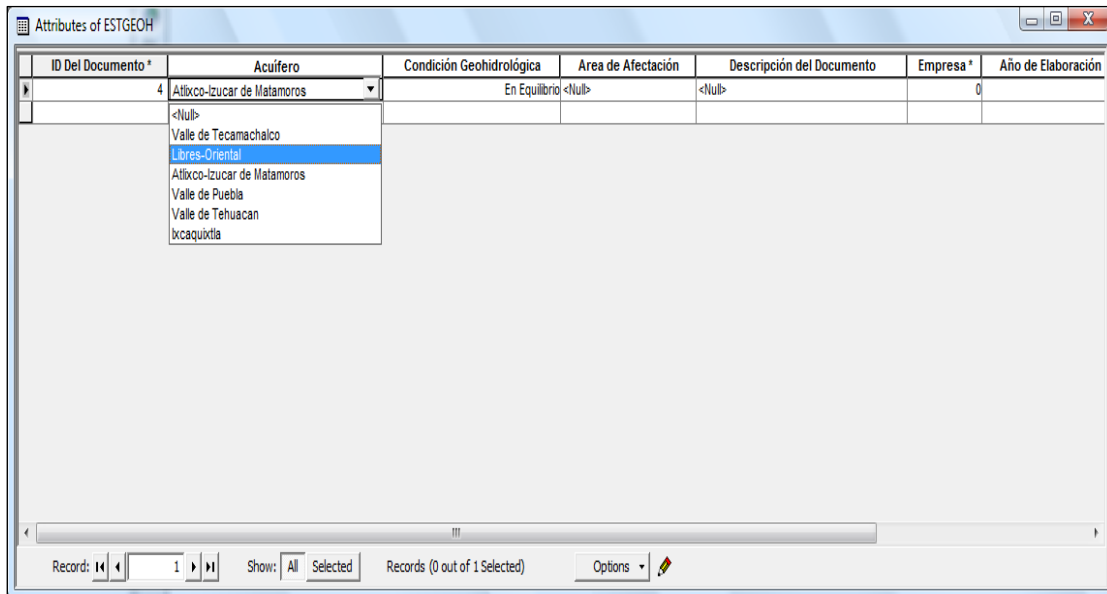 Attributes of ESTGEOH
ID Del Documento * Acuífero Condición Geohidrológica Area de Afectación Descripción del Documento Empresa * Año de Elaboración
4 Atlixco-Izucar de Matamoros En Equilibrio <Null> <Null> 0
<Null>
Valle de Tecamachalco
Libres-Oriental
Atlixco-Izucar de Matamoros
Valle de Puebla
Valle de Tehuacan
Ixcaquixtla
Record: 1 Show: All Selected Records (0 out of 1 Selected) Options